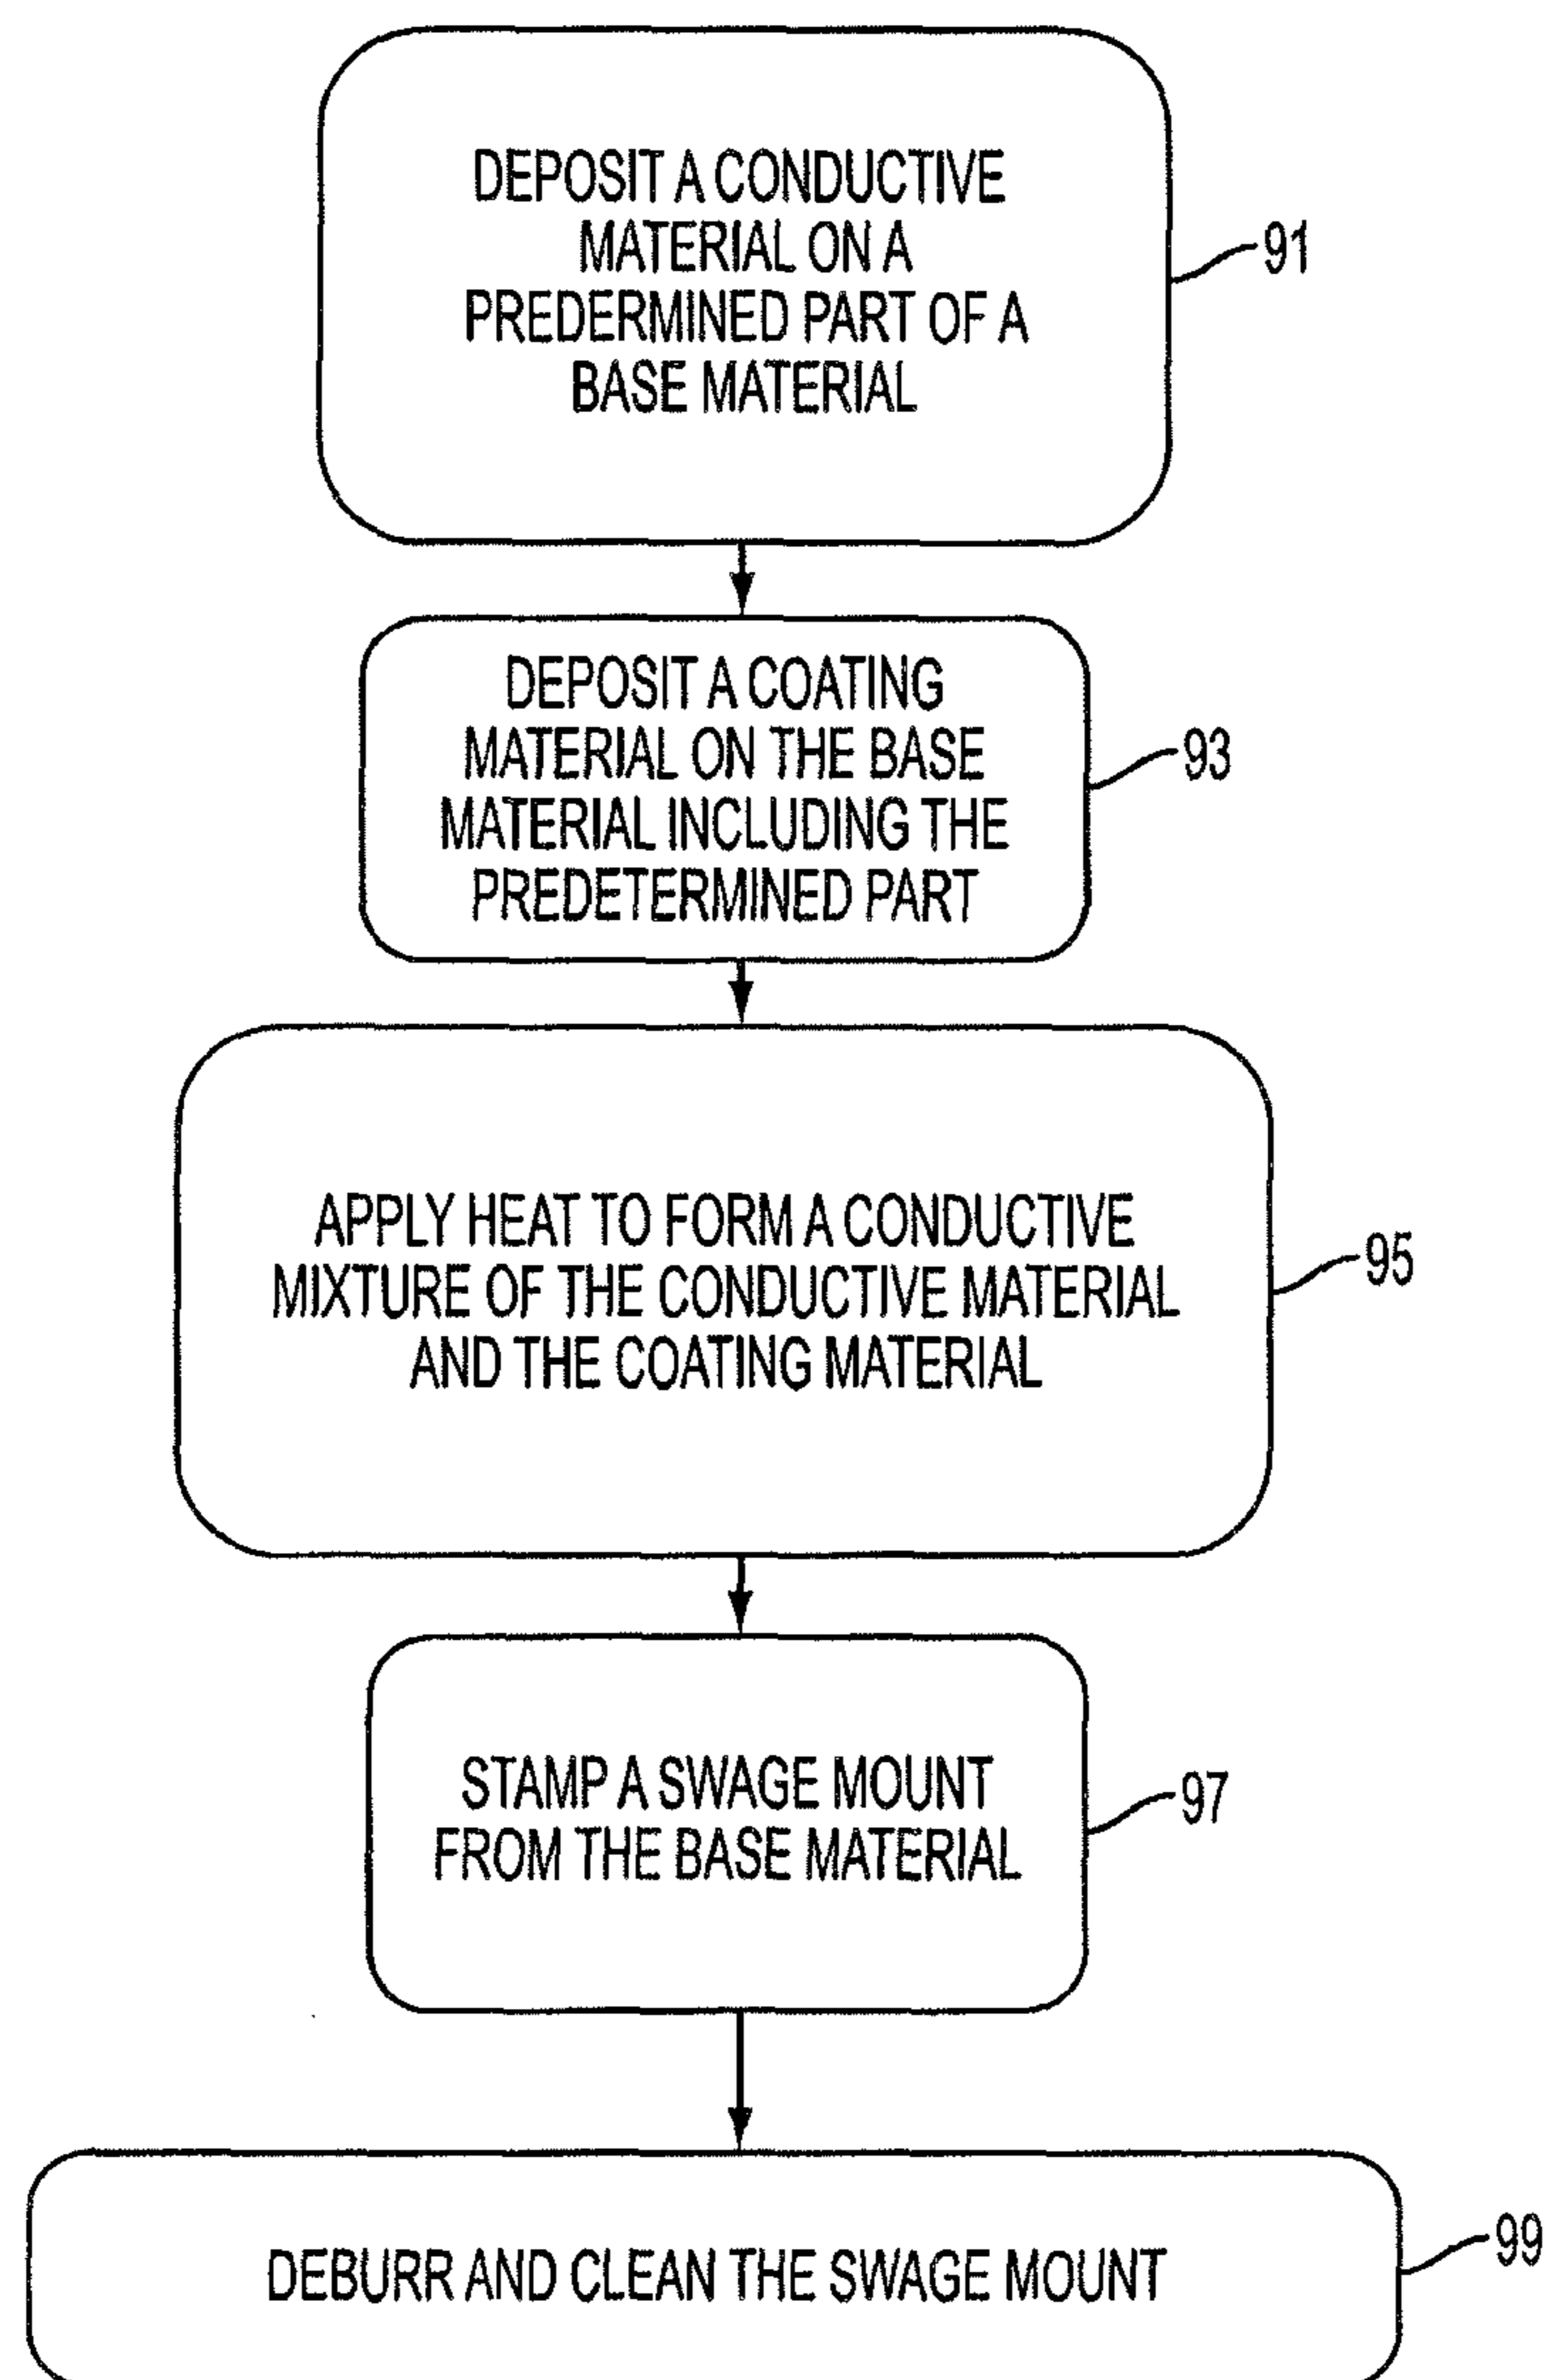 DEPOSIT A CONDUCTIVE
MATERIAL ON A
PREDERMINED PART OF A
BASE MATERIAL
91
DEPOSIT A COATING
MATERIAL ON THE BASE
MATERIAL INCLUDING THE
PREDETERMINED PART
93
APPLY HEAT TO FORM A CONDUCTIVE
MIXTURE OF THE CONDUCTIVE MATERIAL
AND THE COATING MATERIAL
95
STAMP A SWAGE MOUNT
FROM THE BASE MATERIAL
97
DEBURR AND CLEAN THE SWAGE MOUNT
99